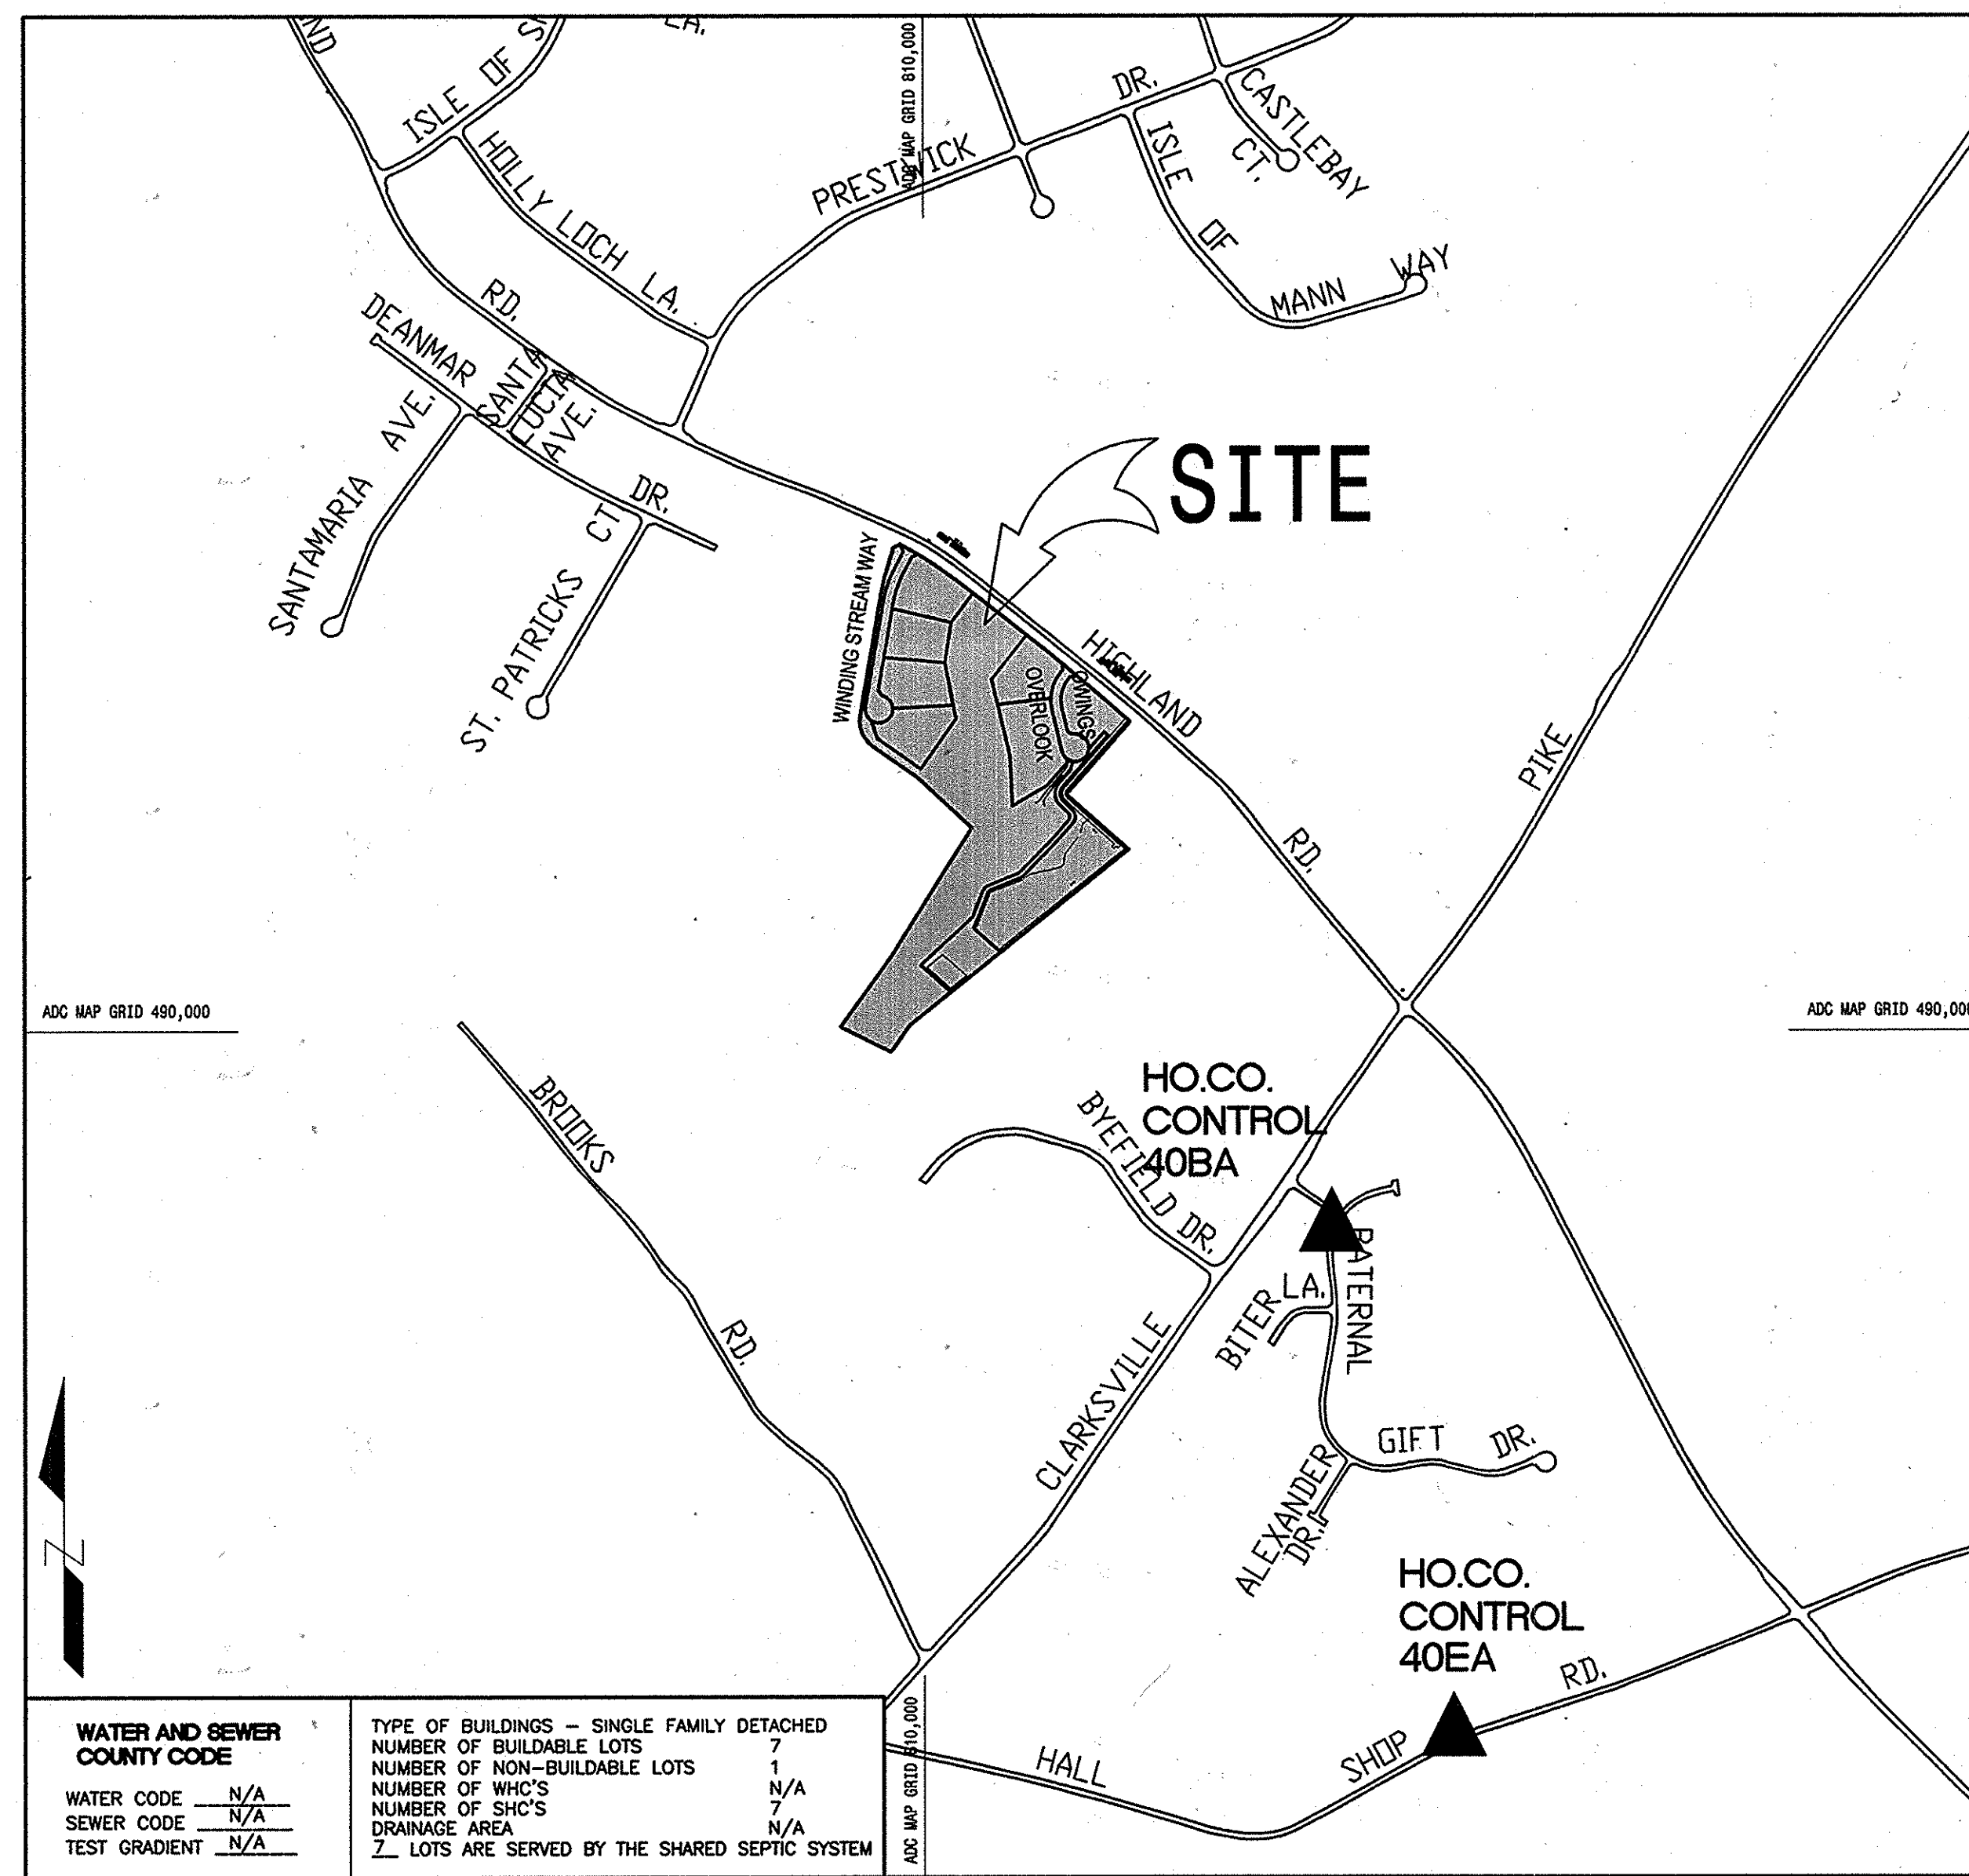 ISLE OF
LA.
ADC MAP GRID 810,000
DR.
CASTLEBAY
CT.
HOLLY LOCH LA.
PRESTWICK
ISLE OF MANN WAY
RD.
DEANMAR
SANTA
LUCIA
AVE.
SANTAMARIA AVE.
DR.
ST. PATRICKS CT
SITE
WINDING STREAM WAY
HIGHLAND
OWINGS
OVERLOOK
PIKE
RD.
ADC MAP GRID 490,000
ADC MAP GRID 490,000
HO.CO.
CONTROL
40BA
BROOKS
BYEFIELD DR.
PATERNAL
BITER LA.
RD.
CLARKSVILLE
GIFT DR.
ALEXANDER
DR.
N
HO.CO.
CONTROL
40EA
RD.
HALL
SHOP
ADC MAP GRID 810,000
WATER AND SEWER
COUNTY CODE
WATER CODE N/A
SEWER CODE N/A
TEST GRADIENT N/A
TYPE OF BUILDINGS – SINGLE FAMILY DETACHED
NUMBER OF BUILDABLE LOTS 7
NUMBER OF NON-BUILDABLE LOTS 1
NUMBER OF WHC'S N/A
NUMBER OF SHC'S 7
DRAINAGE AREA N/A
7 LOTS ARE SERVED BY THE SHARED SEPTIC SYSTEM